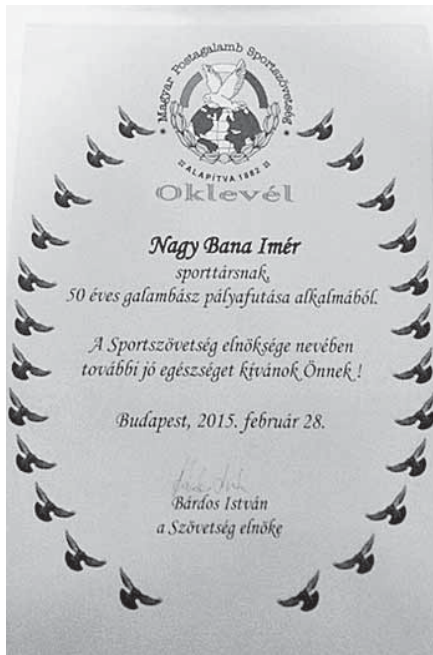 Magyar Postagalamb Sportszövetség
ALAPÍTVA 1882
Oklevél
Nagy Bana Imér
sporttársnak,
50 éves galambász pályafutása alkalmából.
A Sportszövetség elnöksége nevében
további jó egészséget kívánok Önnek !
Budapest, 2015. február 28.
Bárdos István
a Szövetség elnöke